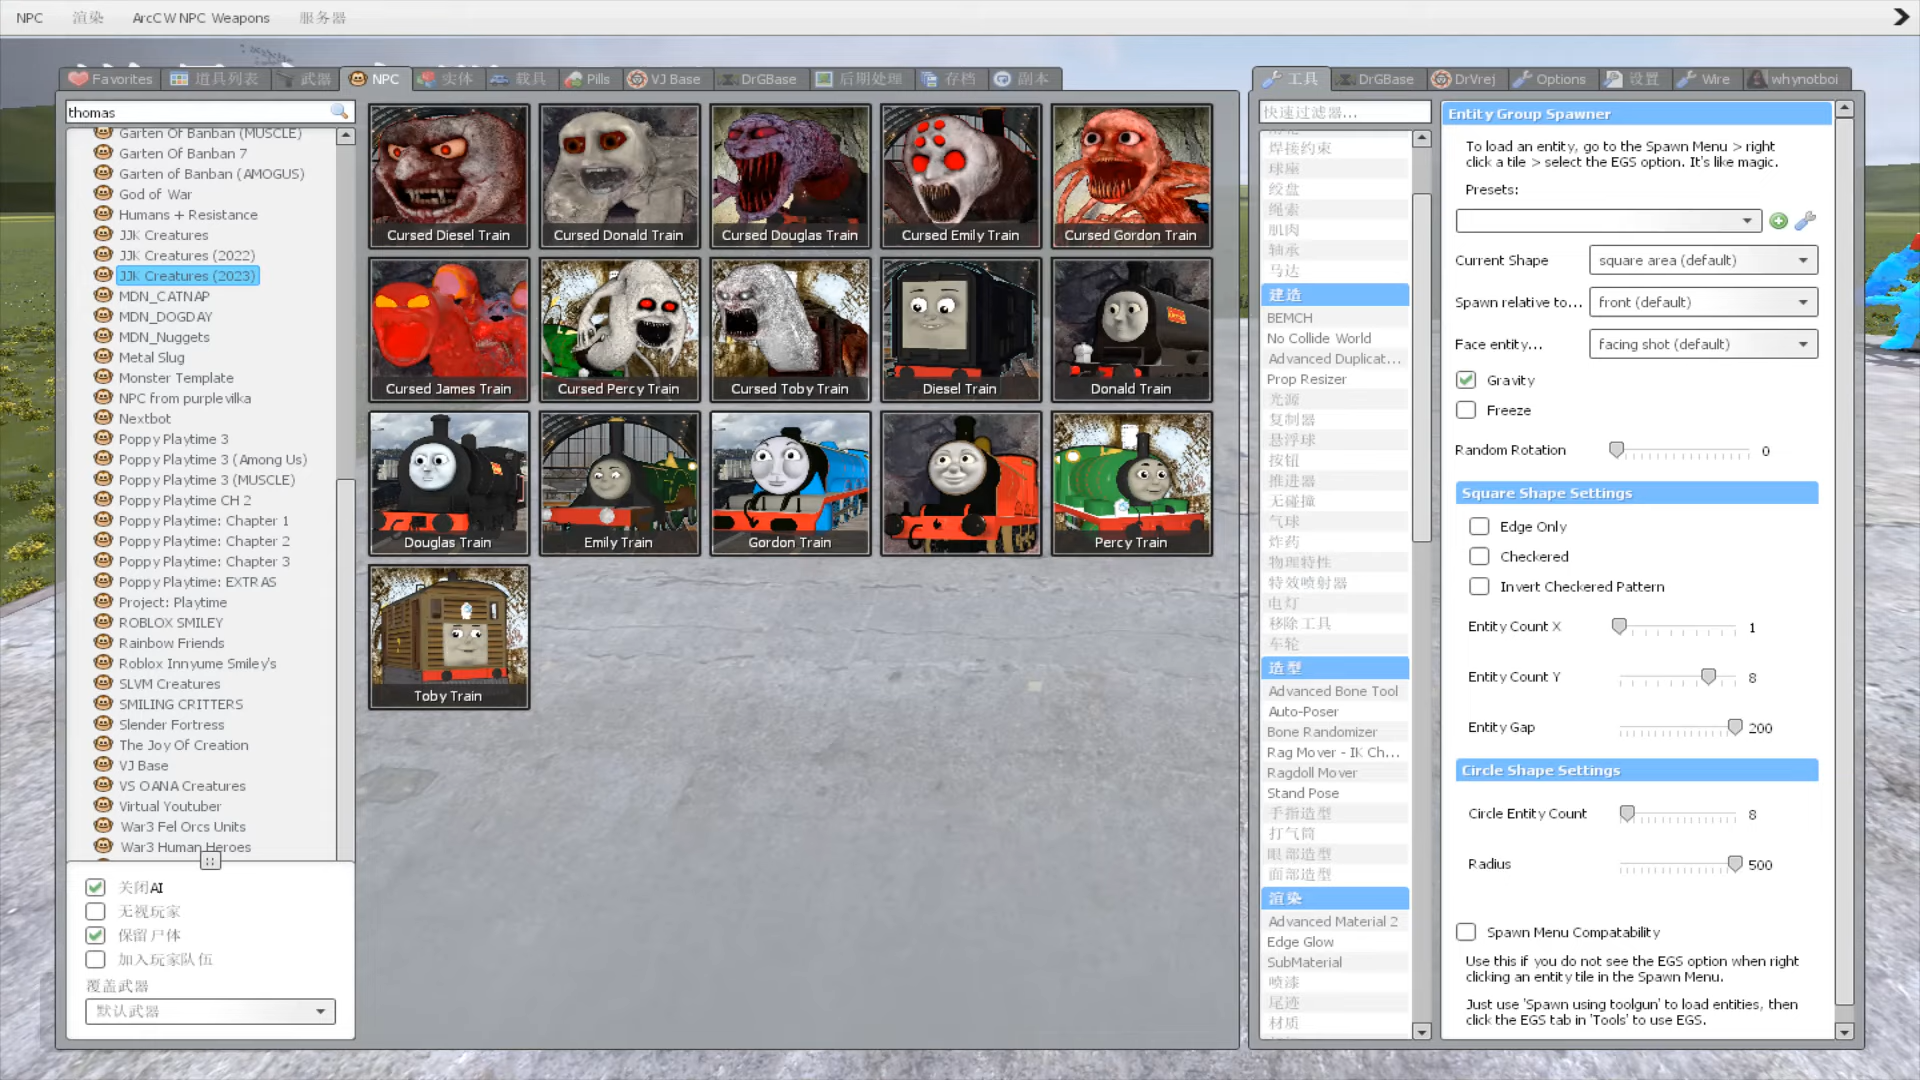 NPC
渲染
ArcCW NPC Weapons
服务器
Favorites
道具列表
武器
NPC
实体
载具
Pills
VJ Base
DrGBase
后期处理
存档
副本
thomas
Garten Of Banban (MUSCLE)
Garten Of Banban 7
Garten of Banban (AMOGUS)
God of War
Humans + Resistance
JJK Creatures
JJK Creatures (2022)
JJK Creatures (2023)
MDN_CATNAP
MDN_DOGDAY
MDN_Nuggets
Metal Slug
Monster Template
NPC from purplevilka
Nextbot
Poppy Playtime 3
Poppy Playtime 3 (Among Us)
Poppy Playtime 3 (MUSCLE)
Poppy Playtime CH 2
Poppy Playtime: Chapter 1
Poppy Playtime: Chapter 2
Poppy Playtime: Chapter 3
Poppy Playtime: EXTRAS
Project: Playtime
ROBLOX SMILEY
Rainbow Friends
Roblox Innyume Smiley's
SLVM Creatures
SMILING CRITTERS
Slender Fortress
The Joy Of Creation
VJ Base
VS OANA Creatures
Virtual Youtuber
War3 Fel Orcs Units
War3 Human Heroes
关闭AI
无视玩家
保留尸体
加入玩家队伍
覆盖武器
默认武器
Cursed Diesel Train
Cursed Donald Train
Cursed Douglas Train
Cursed Emily Train
Cursed Gordon Train
Cursed James Train
Cursed Percy Train
Cursed Toby Train
Diesel Train
Donald Train
Douglas Train
Emily Train
Gordon Train
Percy Train
Toby Train
工具
DrGBase
DrVrej
Options
设置
Wire
whynotboi
快速过滤器...
焊接约束
球座
绞盘
绳索
肌肉
轴承
马达
建造
BEMCH
No Collide World
Advanced Duplicat...
Prop Resizer
光源
复制器
悬浮球
按钮
推进器
无碰撞
气球
炸药
物理特性
特效喷射器
电灯
移除工具
车轮
造型
Advanced Bone Tool
Auto-Poser
Bone Randomizer
Rag Mover - IK Ch...
Ragdoll Mover
Stand Pose
手指造型
打气筒
眼部造型
面部造型
渲染
Advanced Material 2
Edge Glow
SubMaterial
喷漆
尾迹
材质
Entity Group Spawner
To load an entity, go to the Spawn Menu > right
click a tile > select the EGS option. It's like magic.
Presets:
Current Shape
square area (default)
Spawn relative to...
front (default)
Face entity...
facing shot (default)
Gravity
Freeze
Random Rotation
0
Square Shape Settings
Edge Only
Checkered
Invert Checkered Pattern
Entity Count X
1
Entity Count Y
8
Entity Gap
200
Circle Shape Settings
Circle Entity Count
8
Radius
500
Spawn Menu Compatability
Use this if you do not see the EGS option when right
clicking an entity tile in the Spawn Menu.
Just use 'Spawn using toolgun' to load entities, then
click the EGS tab in 'Tools' to use EGS.